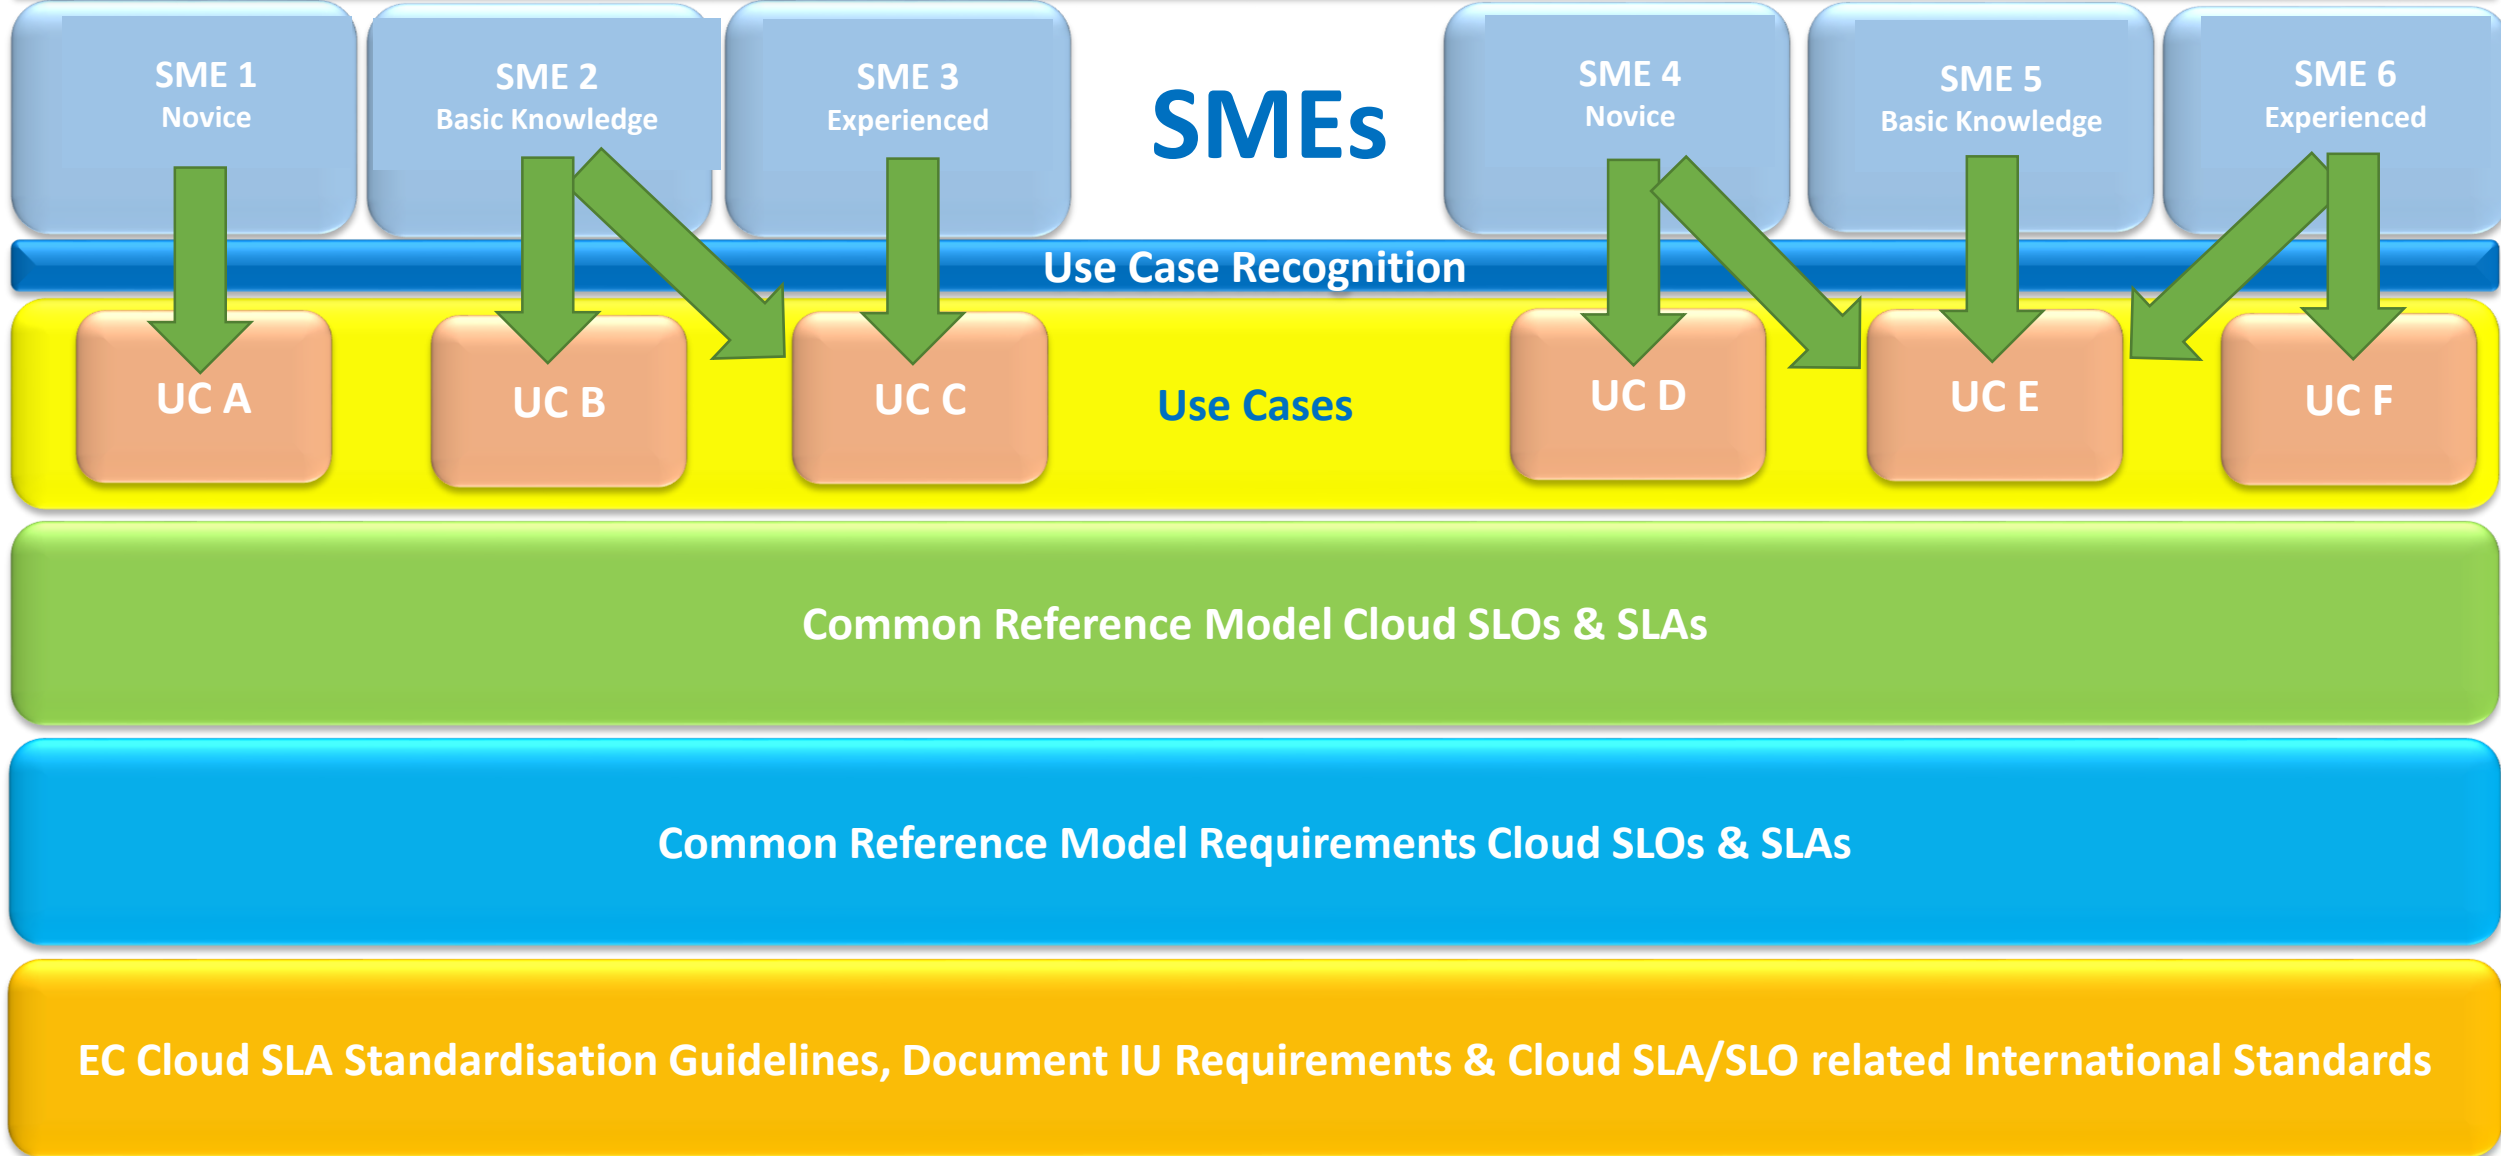 SME 1
Novice
SME 2
Basic Knowledge
SME 3
Experienced
SMEs
SME 4
Novice
SME 5
Basic Knowledge
SME 6
Experienced
Use Case Recognition
UC A
UC B
UC C
Use Cases
UC D
UC E
UC F
Common Reference Model Cloud SLOs & SLAs
Common Reference Model Requirements Cloud SLOs & SLAs
EC Cloud SLA Standardisation Guidelines, Document IU Requirements & Cloud SLA/SLO related International Standards